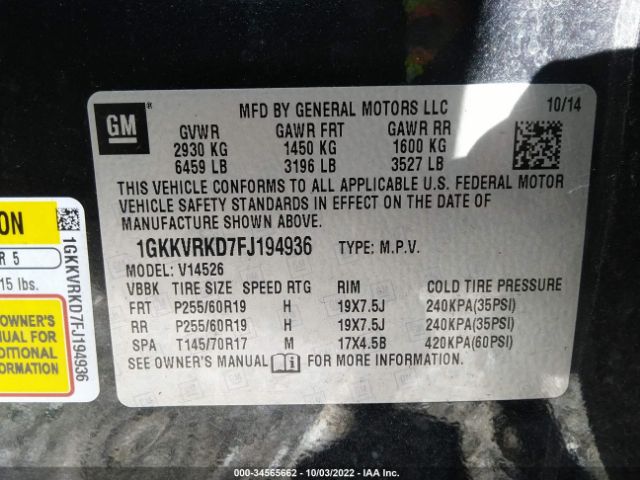 GM
®
MFD BY GENERAL MOTORS LLC 10/14
GVWR GAWR FRT GAWR RR
2930 KG 1450 KG 1600 KG
6459 LB 3196 LB 3527 LB
THIS VEHICLE CONFORMS TO ALL APPLICABLE U.S. FEDERAL MOTOR
VEHICLE SAFETY STANDARDS IN EFFECT ON THE DATE OF
MANUFACTURE SHOWN ABOVE.
1GKKVRKD7FJ194936 TYPE: M.P.V.
MODEL: V14526
VBBK TIRE SIZE SPEED RTG RIM COLD TIRE PRESSURE
FRT P255/60R19 H 19X7.5J 240KPA(35PSI)
RR P255/60R19 H 19X7.5J 240KPA(35PSI)
SPA T145/70R17 M 17X4.5B 420KPA(60PSI)
SEE OWNER'S MANUAL i FOR MORE INFORMATION.
ON
R 5
15 lbs.
OWNER'S
NUAL FOR
DITIONAL
RMATION
1GKKVRKD7FJ194936
000-34565662 - 10/03/2022 - IAA Inc.